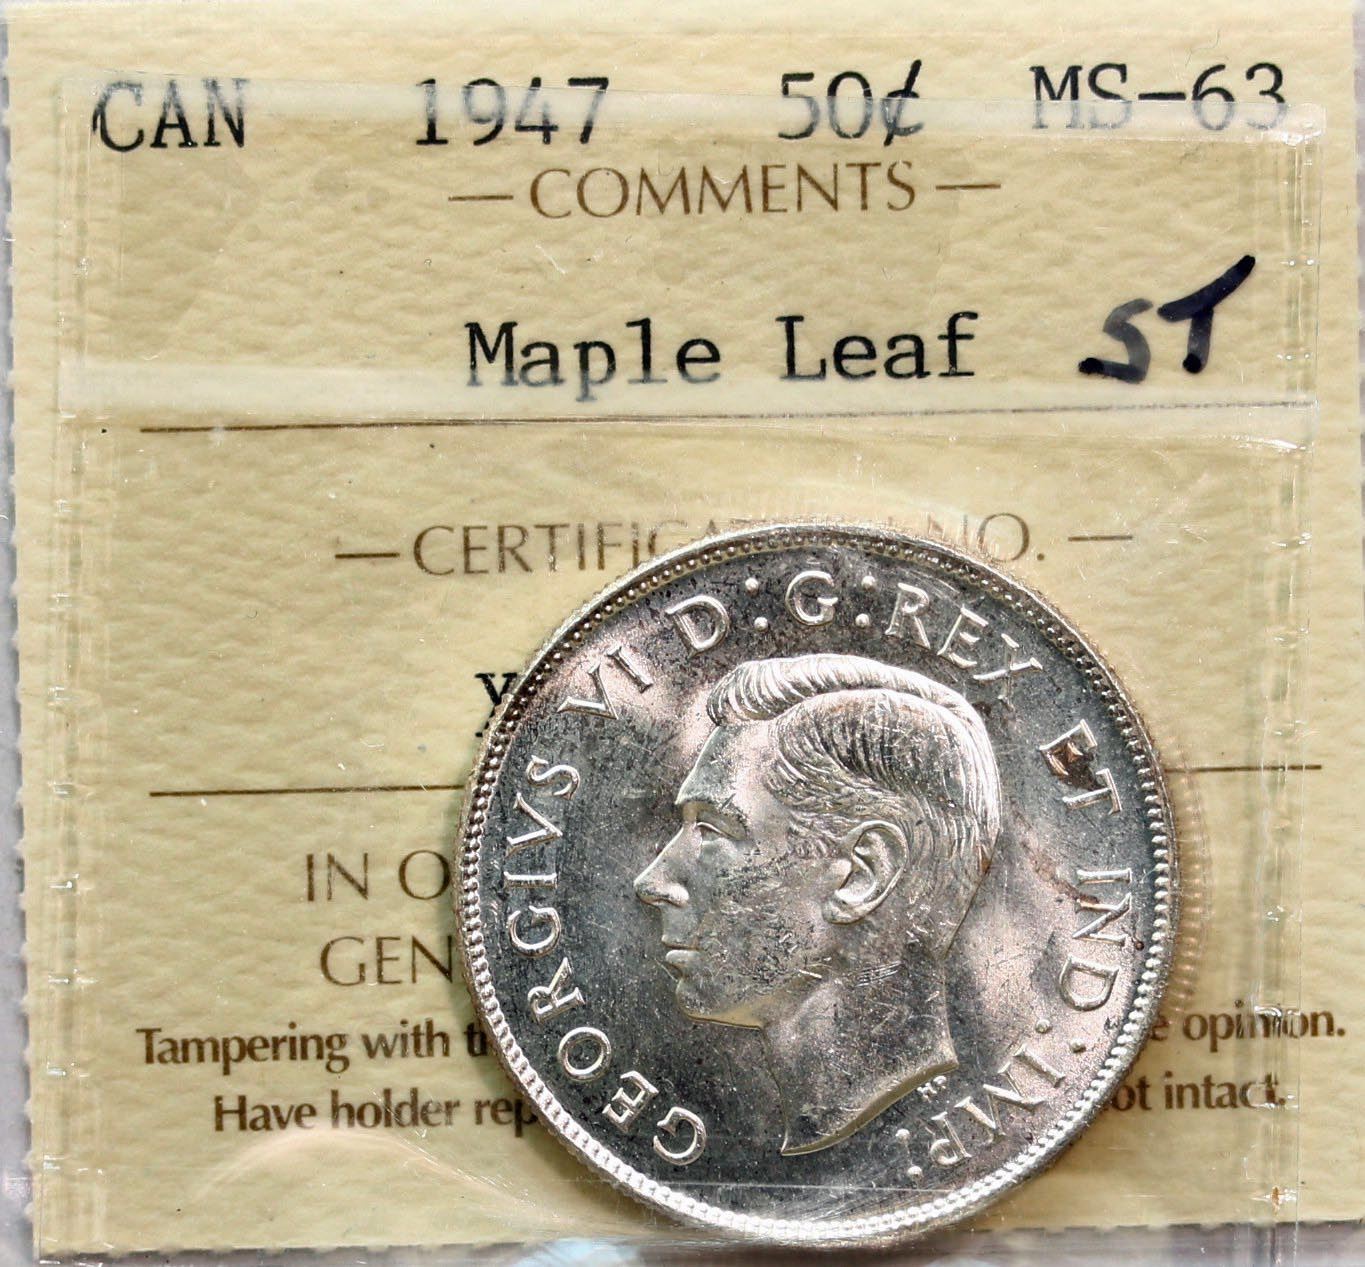 CAN 1947 50¢ MS-63
— COMMENTS —
Maple Leaf ST
— CERTIFIC NO. —
X
IN O
GEN
Tampering with t e opinion.
Have holder rep ot intact.
GEORGIVS VI D:G:REX ET IND·IMP:
HP